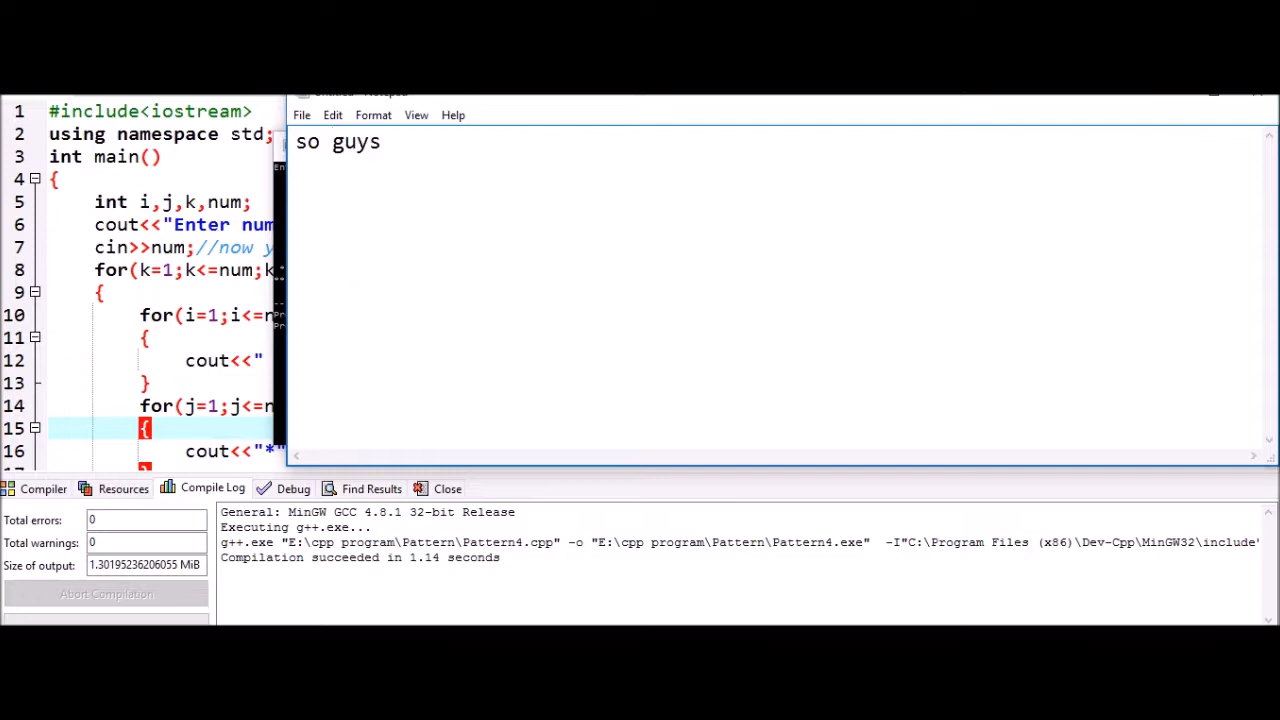 1 #include<iostream>
2 using namespace std;
3 int main()
4 {
5 int i,j,k,num;
6 cout<<"Enter num
7 cin>>num;//now y
8 for(k=1;k<=num;k
9 {
10 for(i=1;i<=n
11 {
12 cout<<"
13 }
14 for(j=1;j<=n
15 {
16 cout<<"*"
File Edit Format View Help
so guys
Compiler Resources Compile Log Debug Find Results Close
Total errors: 0
Total warnings: 0
Size of output: 1.30195236206055 MiB
Abort Compilation
General: MinGW GCC 4.8.1 32-bit Release
Executing g++.exe...
g++.exe "E:\cpp program\Pattern\Pattern4.cpp" -o "E:\cpp program\Pattern\Pattern4.exe" -I"C:\Program Files (x86)\Dev-Cpp\MinGW32\include"
Compilation succeeded in 1.14 seconds